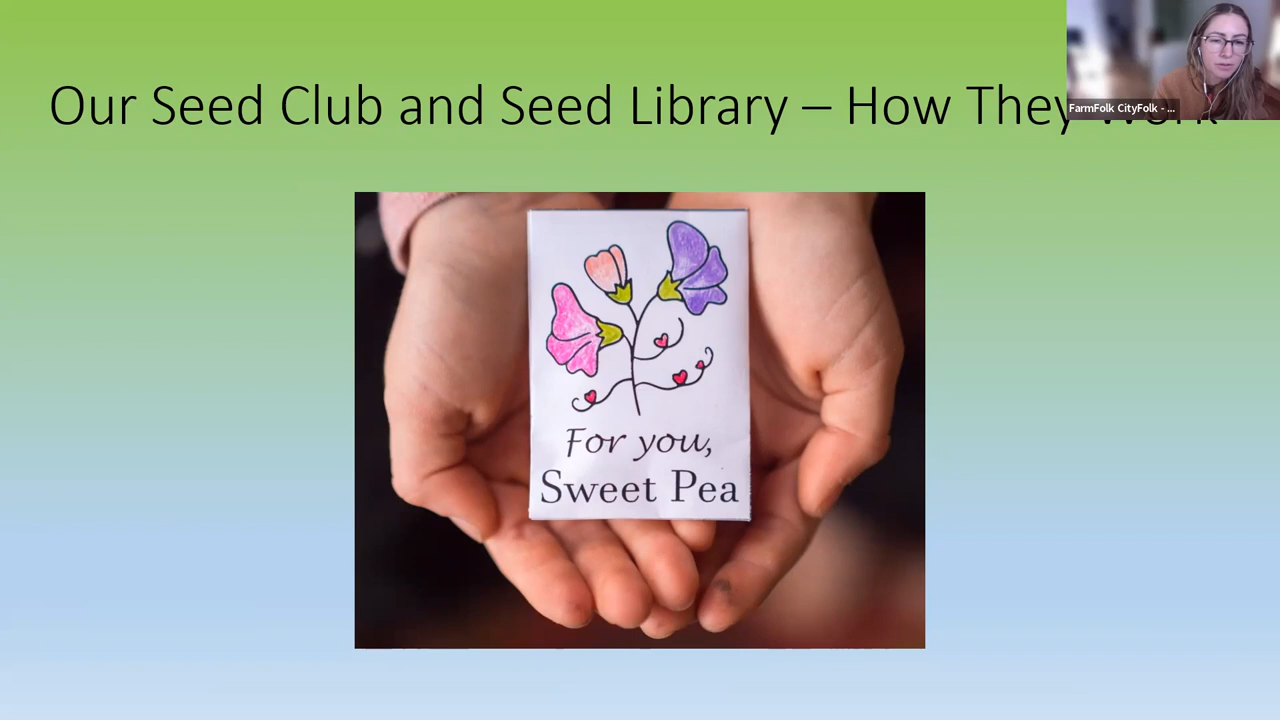 Our Seed Club and Seed Library – How They
FarmFolk CityFolk - ...
For you,
Sweet Pea